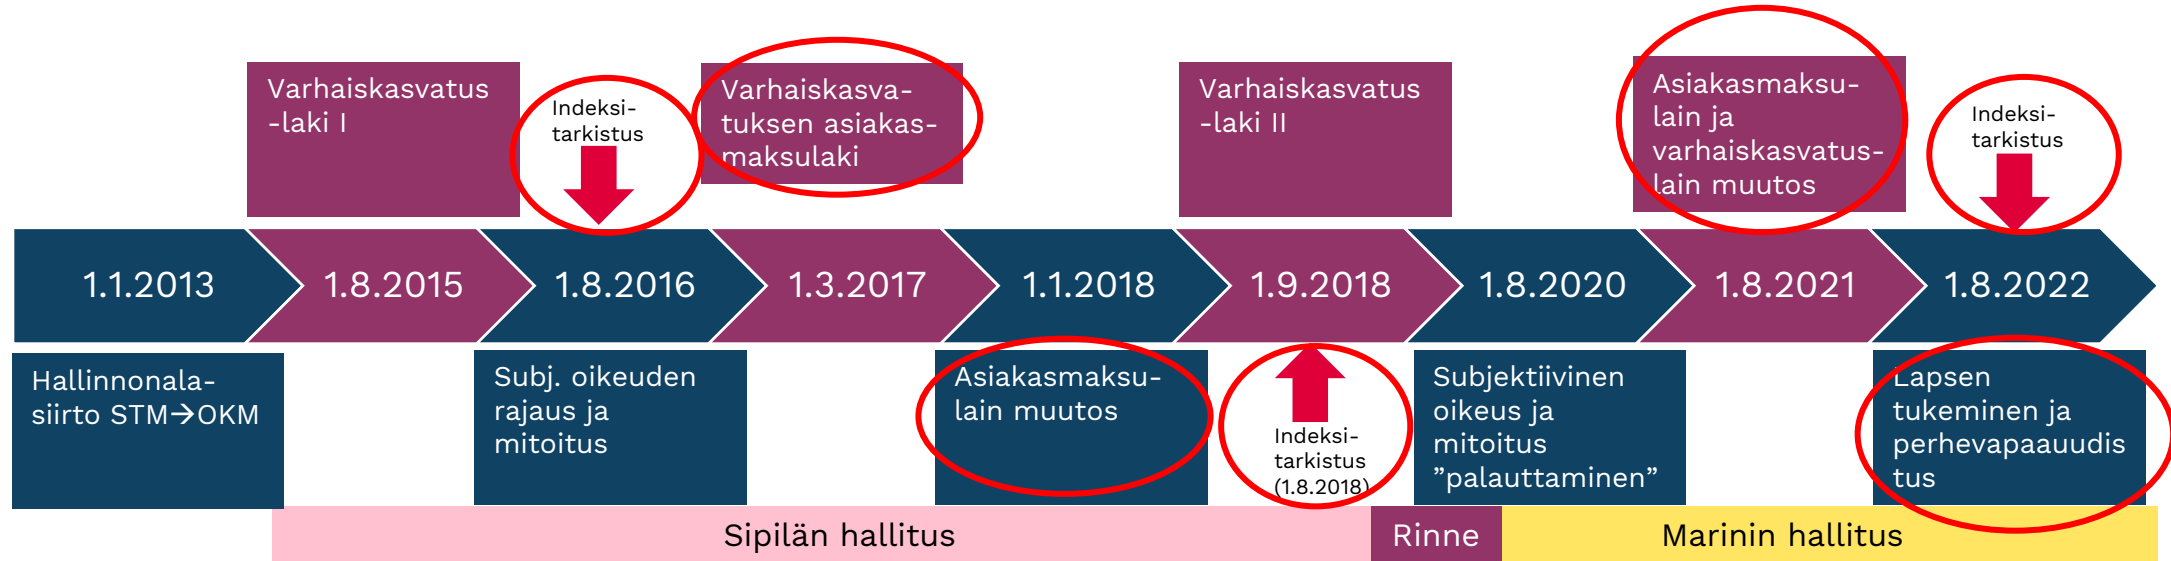 Varhaiskasvatus
-laki I
Indeksi-
tarkistus
Varhaiskasva-
tuksen asiakas-
maksulaki
Varhaiskasvatus
-laki II
Asiakasmaksu-
lain ja
varhaiskasvatus-
lain muutos
Indeksi-
tarkistus
1.1.2013
1.8.2015
1.8.2016
1.3.2017
1.1.2018
1.9.2018
1.8.2020
1.8.2021
1.8.2022
Hallinnonala-
siirto STM→OKM
Subj. oikeuden
rajaus ja
mitoitus
Asiakasmaksu-
lain muutos
Indeksi-
tarkistus
(1.8.2018)
Subjektiivinen
oikeus ja
mitoitus
”palauttaminen”
Lapsen
tukeminen ja
perhevapaauudis
tus
Sipilän hallitus
Rinne
Marinin hallitus